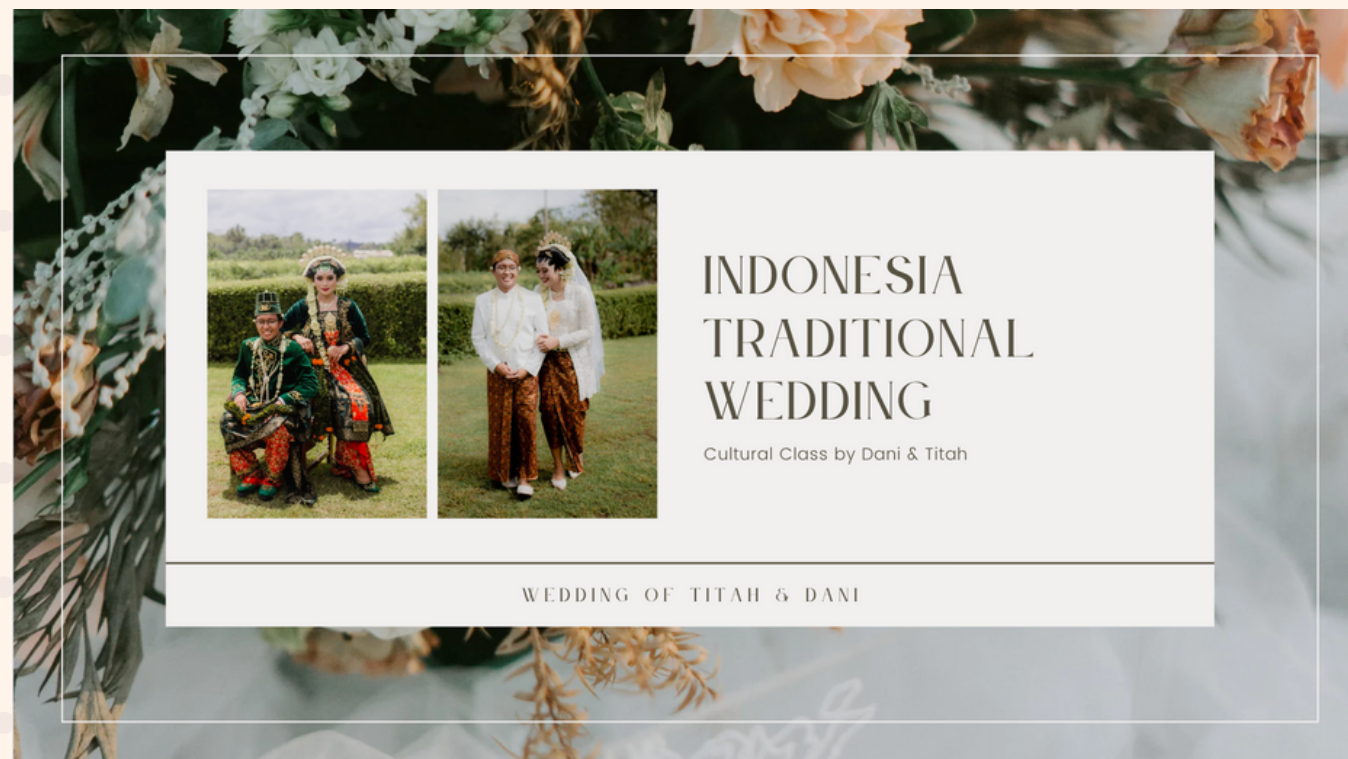 INDONESIA
TRADITIONAL
WEDDING
Cultural Class by Dani & Titah
WEDDING OF TITAH & DANI